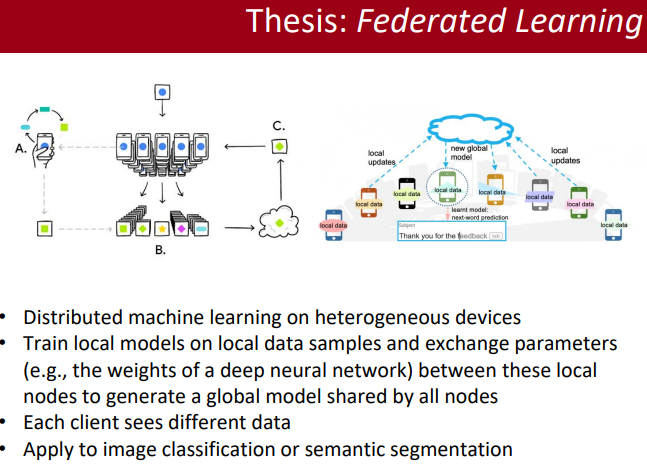 Thesis: Federated Learning
A.
B.
C.
local
updates
new global
model
local
updates
local data
local data
local data
local data
local data
local data
local data
local data
learnt model:
next-word prediction
Subject
Thank you for the feedback
• Distributed machine learning on heterogeneous devices
• Train local models on local data samples and exchange parameters
(e.g., the weights of a deep neural network) between these local
nodes to generate a global model shared by all nodes
• Each client sees different data
• Apply to image classification or semantic segmentation